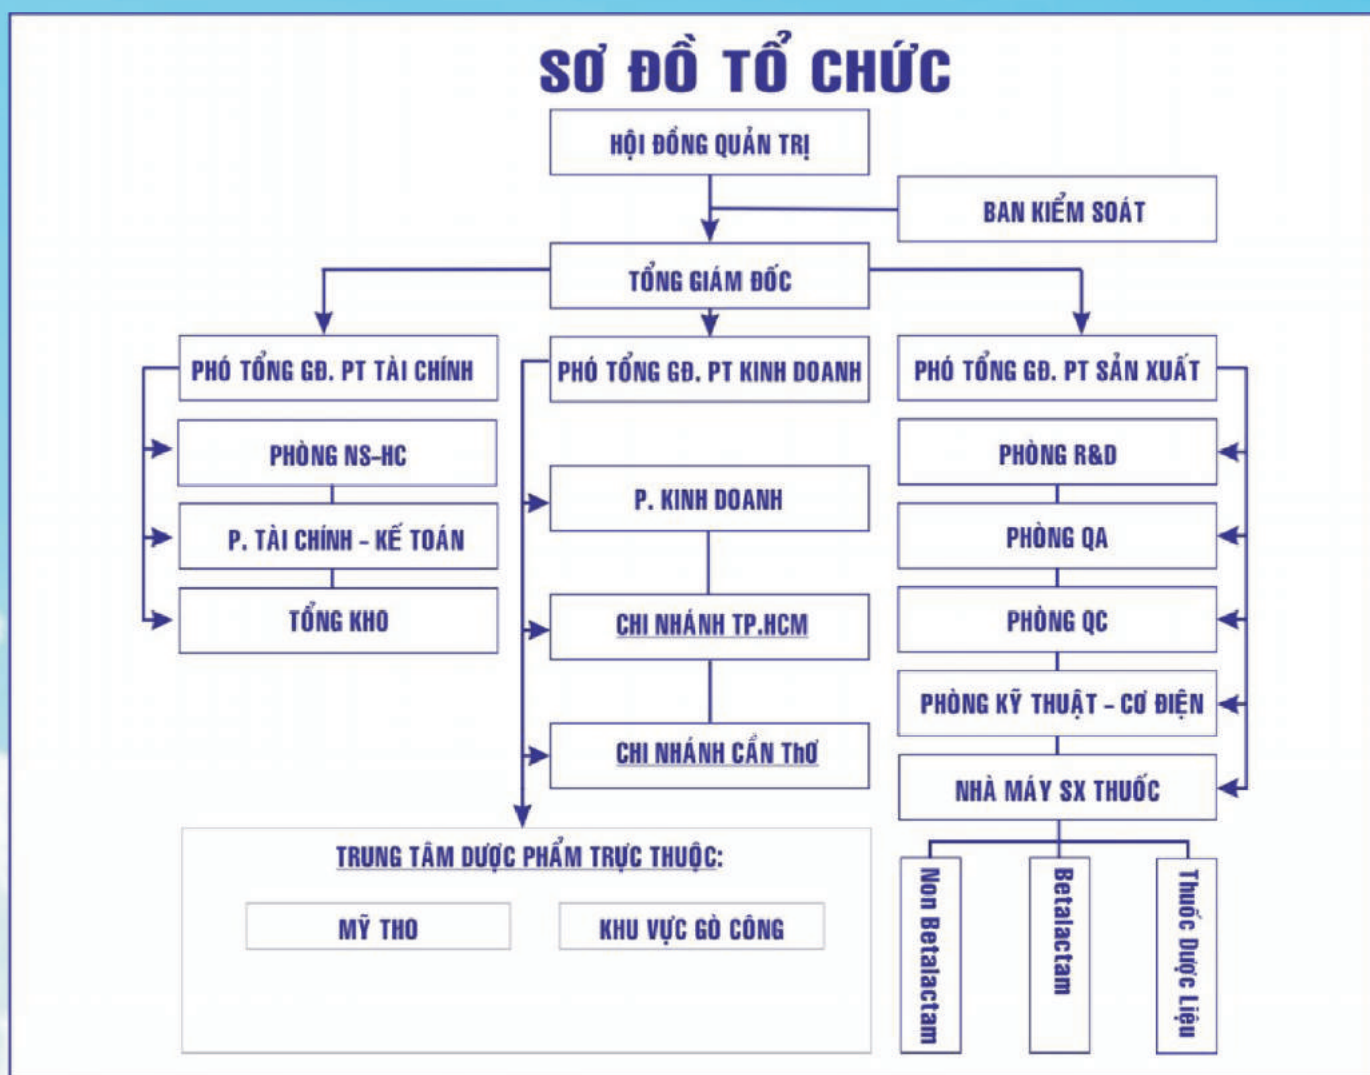 SƠ ĐỒ TỔ CHỨC
HỘI ĐỒNG QUẢN TRỊ
BAN KIỂM SOÁT
TỔNG GIÁM ĐỐC
PHÓ TỔNG GĐ. PT TÀI CHÍNH
PHÓ TỔNG GĐ. PT KINH DOANH
PHÓ TỔNG GĐ. PT SẢN XUẤT
PHÒNG NS-HC
P. TÀI CHÍNH - KẾ TOÁN
TỔNG KHO
P. KINH DOANH
CHI NHÁNH TP.HCM
CHI NHÁNH CẦN ThƠ
TRUNG TÂM DƯỢC PHẨM TRỰC THUỘC:
MỸ THO
KHU VỰC GÒ CÔNG
PHÒNG R&D
PHÒNG QA
PHÒNG QC
PHÒNG KỸ THUẬT - CƠ ĐIỆN
NHÀ MÁY SX THUỐC
Non Betalactam
Betalactam
Thuốc Dược Liệu